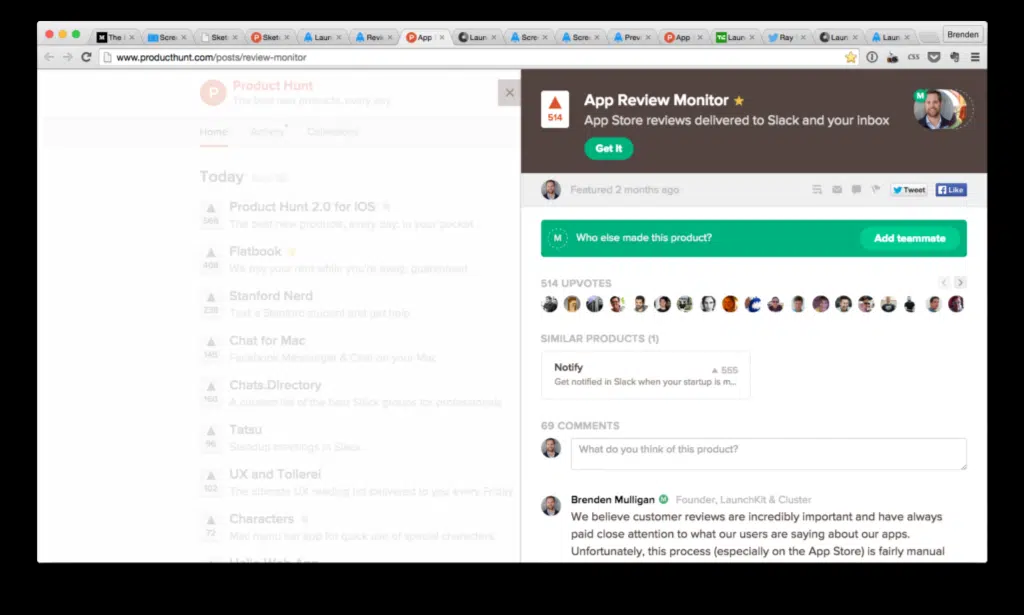 The
Scre
Sket
Sket
Laun
Revi
App
Laun
Scre
Scre
Prev
App
Laun
Ray
Laun
Laun
Brenden
www.producthunt.com/posts/review-monitor
CSS
P
Product Hunt
The best new products, every day
Home
Activity
Collections
Today
Product Hunt 2.0 for iOS
The best new products, every day, in your pocket
Flatbook
408
We pay your rent while you're away, guaranteed
Stanford Nerd
238
Text a Stanford student and get help
Chat for Mac
145
Facebook Messenger & Chat on your Mac
Chats.Directory
168
A curated list of the best Slack groups for professionals
Tatsu
96
Standup meetings in Slack
UX and Tollerei
102
The ultimate UX reading list delivered to you every Friday
Characters
72
Mac menu bar app for quick use of special characters
Hello Web App
×
514
App Review Monitor
App Store reviews delivered to Slack and your inbox
Get It
M
Featured 2 months ago
Tweet
Like
M
Who else made this product?
Add teammate
514 UPVOTES
SIMILAR PRODUCTS (1)
Notify
555
Get notified in Slack when your startup is m...
69 COMMENTS
What do you think of this product?
Brenden Mulligan M Founder, LaunchKit & Cluster
We believe customer reviews are incredibly important and have always
paid close attention to what our users are saying about our apps.
Unfortunately, this process (especially on the App Store) is fairly manual